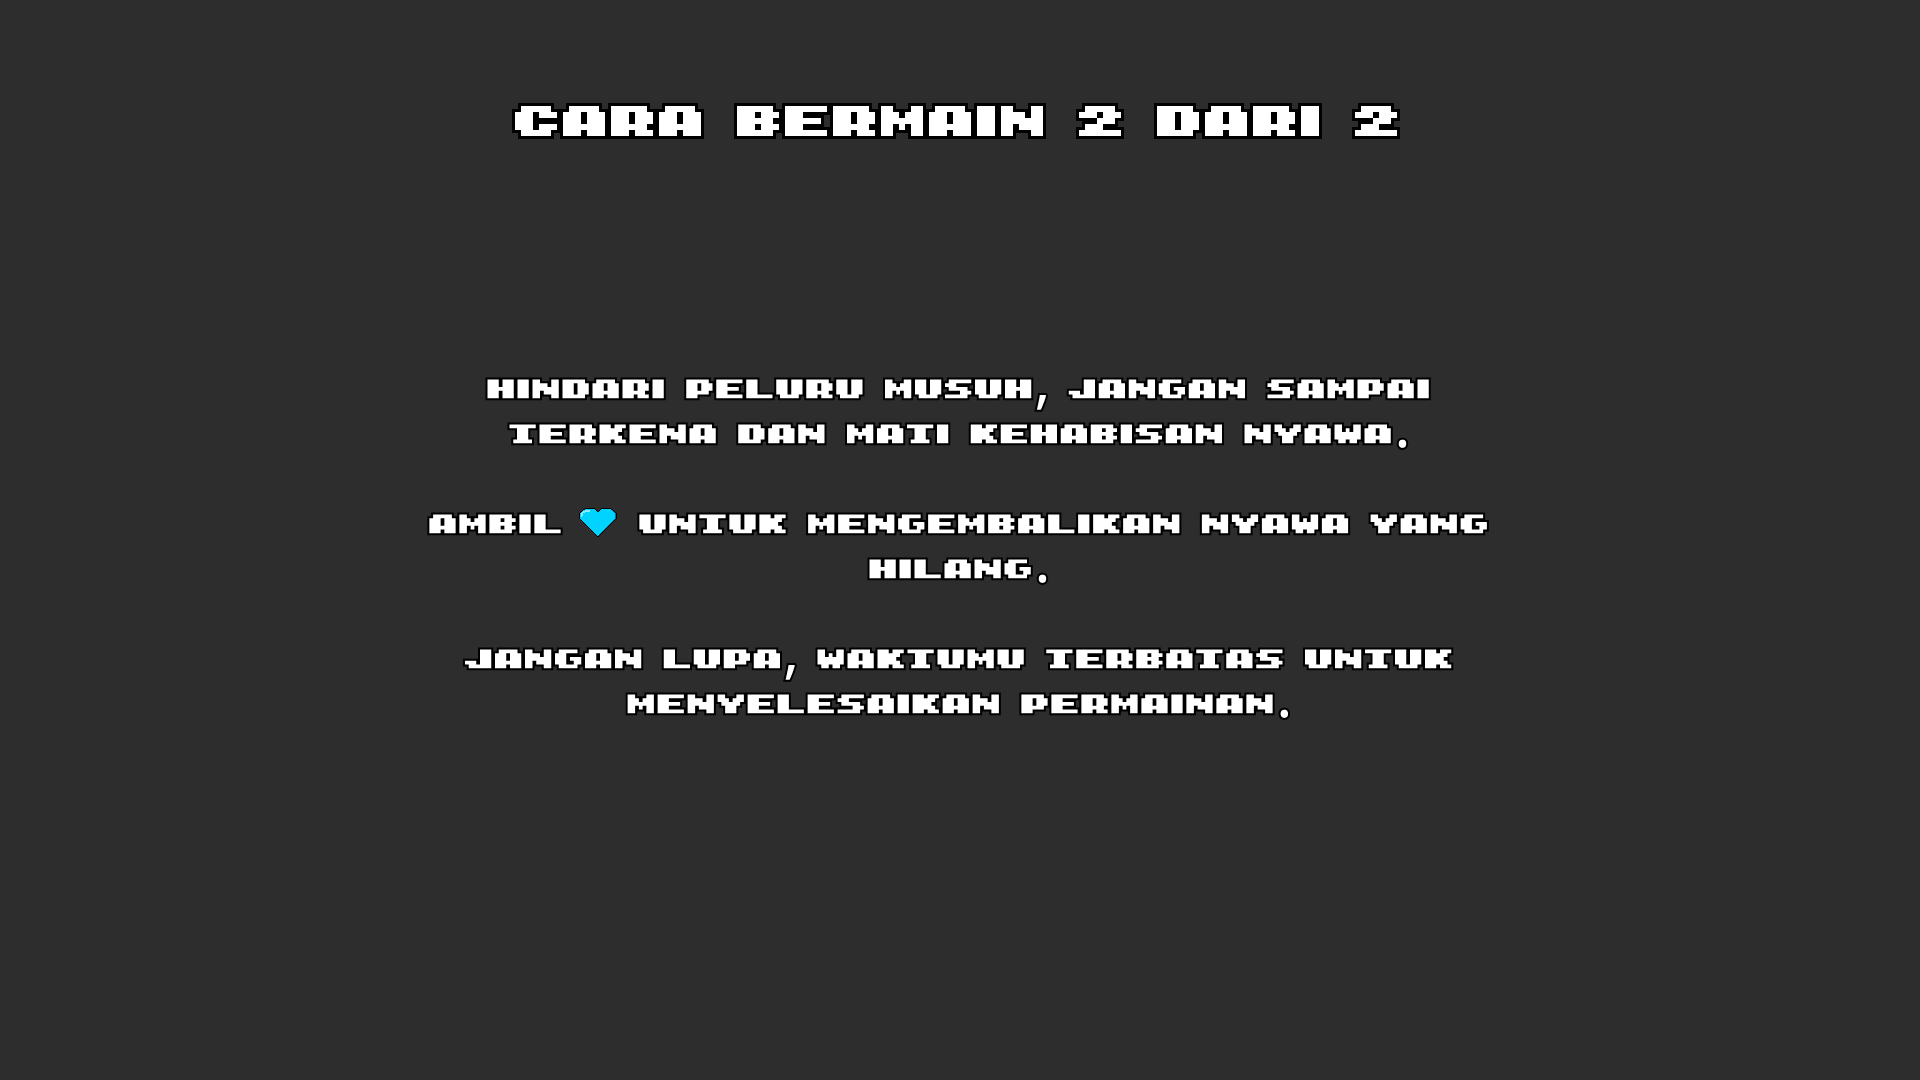 CARA BERMAIN 2 DARI 2
HINDARI PELURU MUSUH, JANGAN SAMPAI
TERKENA DAN MATI KEHABISAN NYAWA.
AMBIL UNTUK MENGEMBALIKAN NYAWA YANG
HILANG.
JANGAN LUPA, WAKTUMU TERBATAS UNTUK
MENYELESAIKAN PERMAINAN.